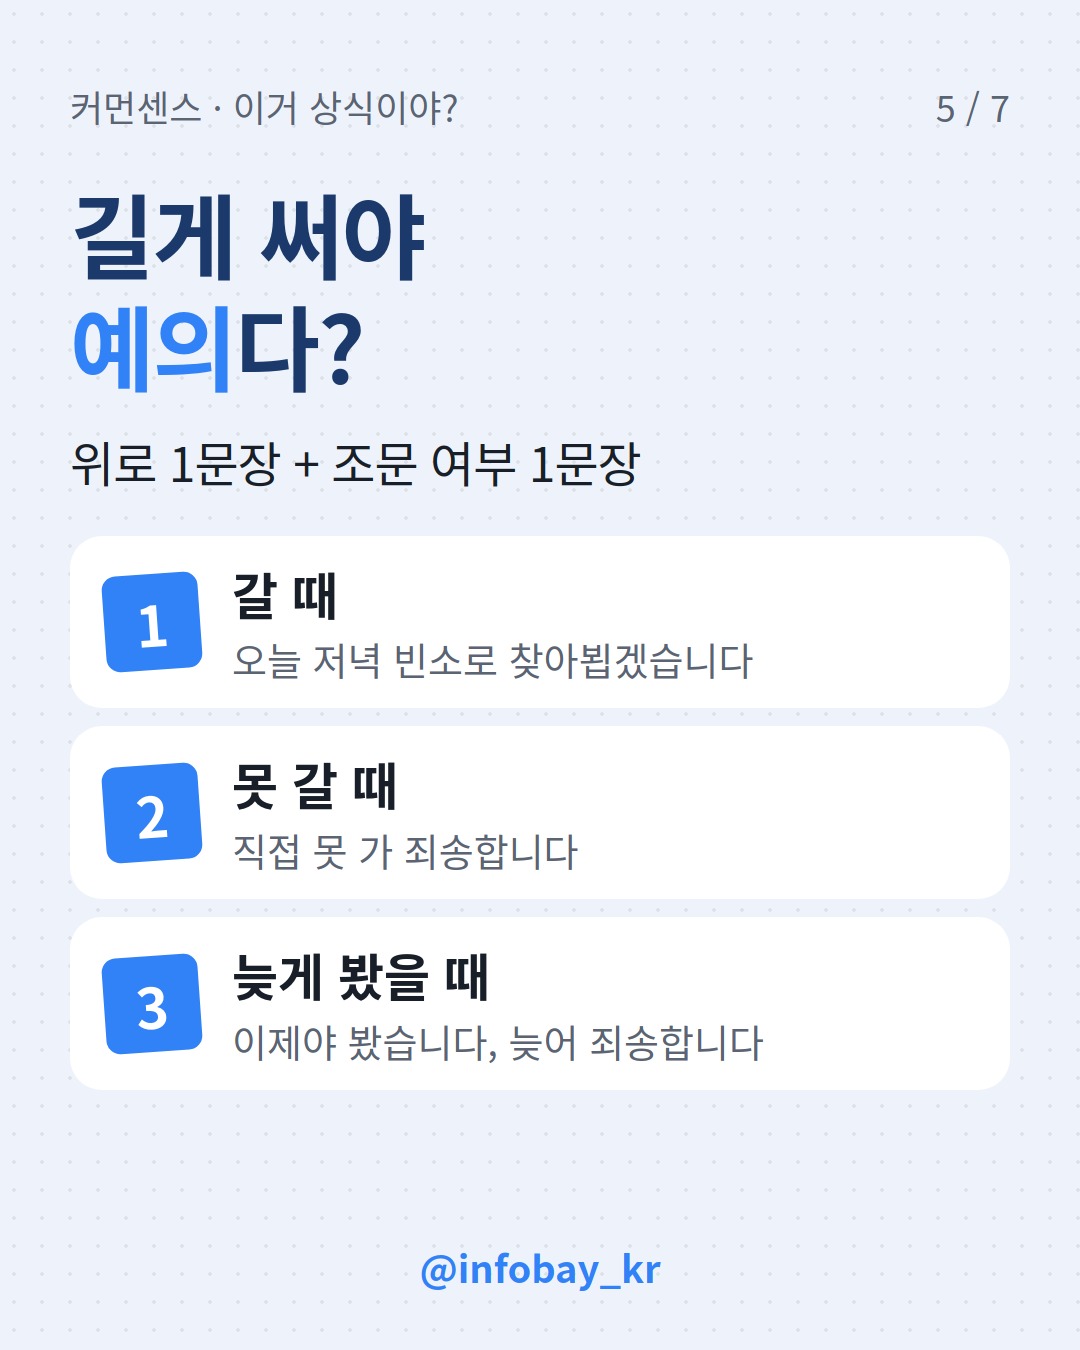 커먼센스 · 이거 상식이야?
5 / 7
길게 써야
예의다?
위로 1문장 + 조문 여부 1문장
1
갈 때
오늘 저녁 빈소로 찾아뵙겠습니다
2
못 갈 때
직접 못 가 죄송합니다
3
늦게 봤을 때
이제야 봤습니다, 늦어 죄송합니다
@infobay_kr